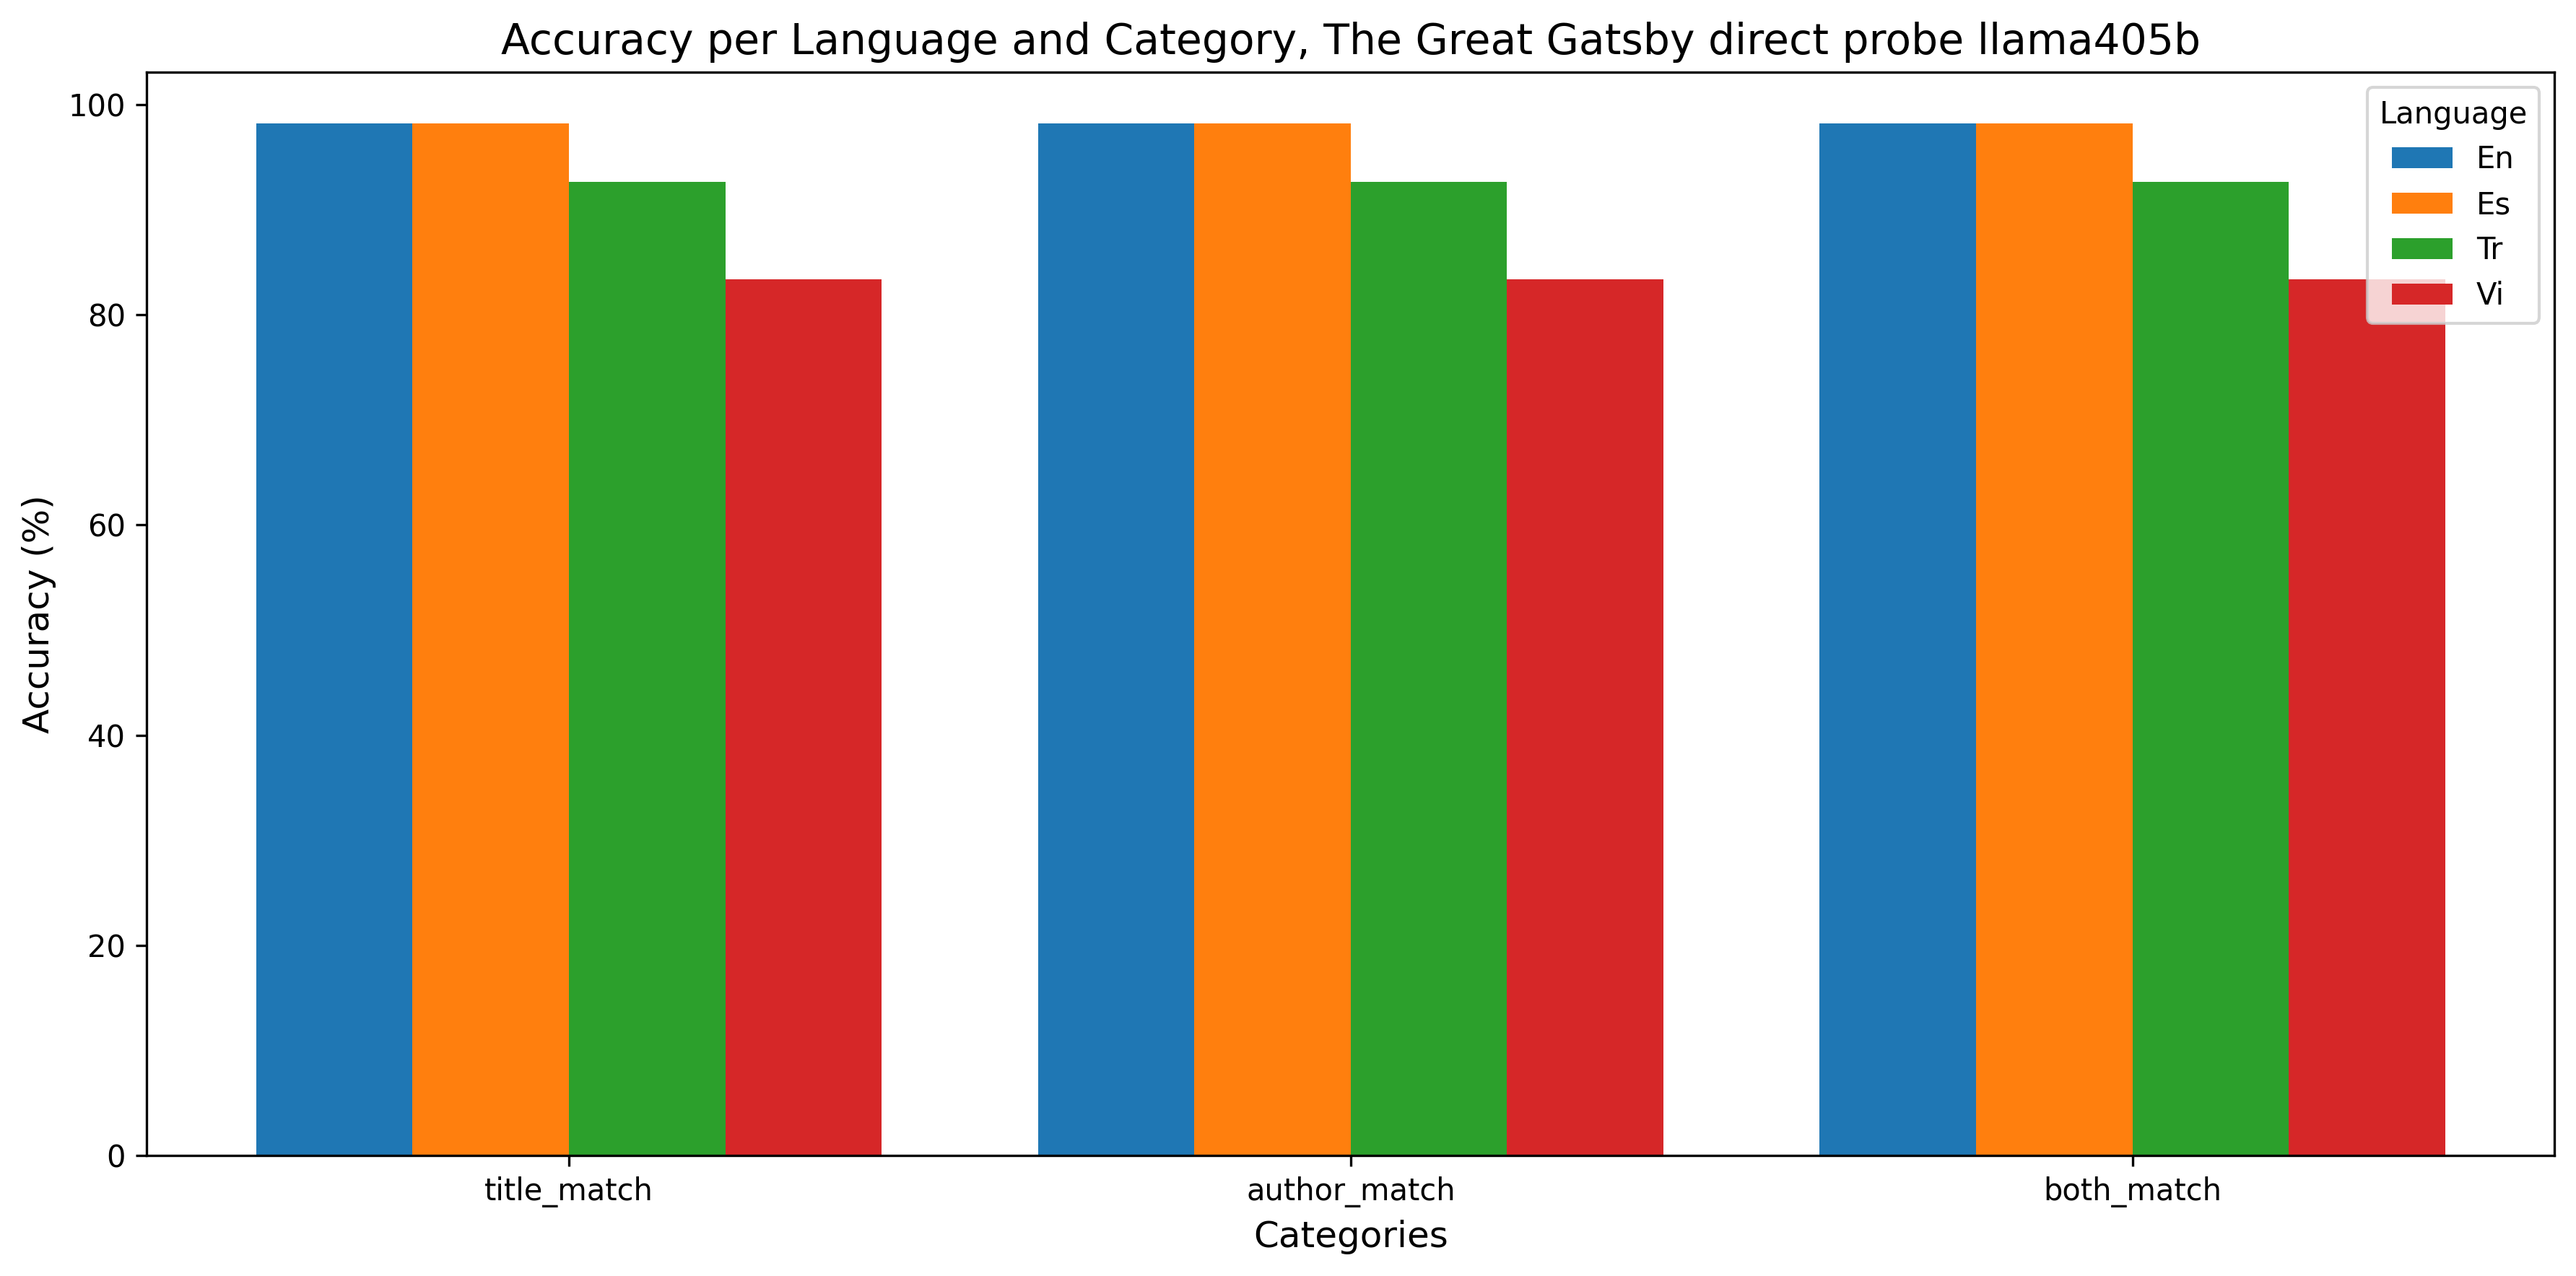 Accuracy per Language and Category, The Great Gatsby direct probe llama405b
Accuracy (%)
100
80
60
40
20
0
Language
En
Es
Tr
Vi
title_match
author_match
both_match
Categories